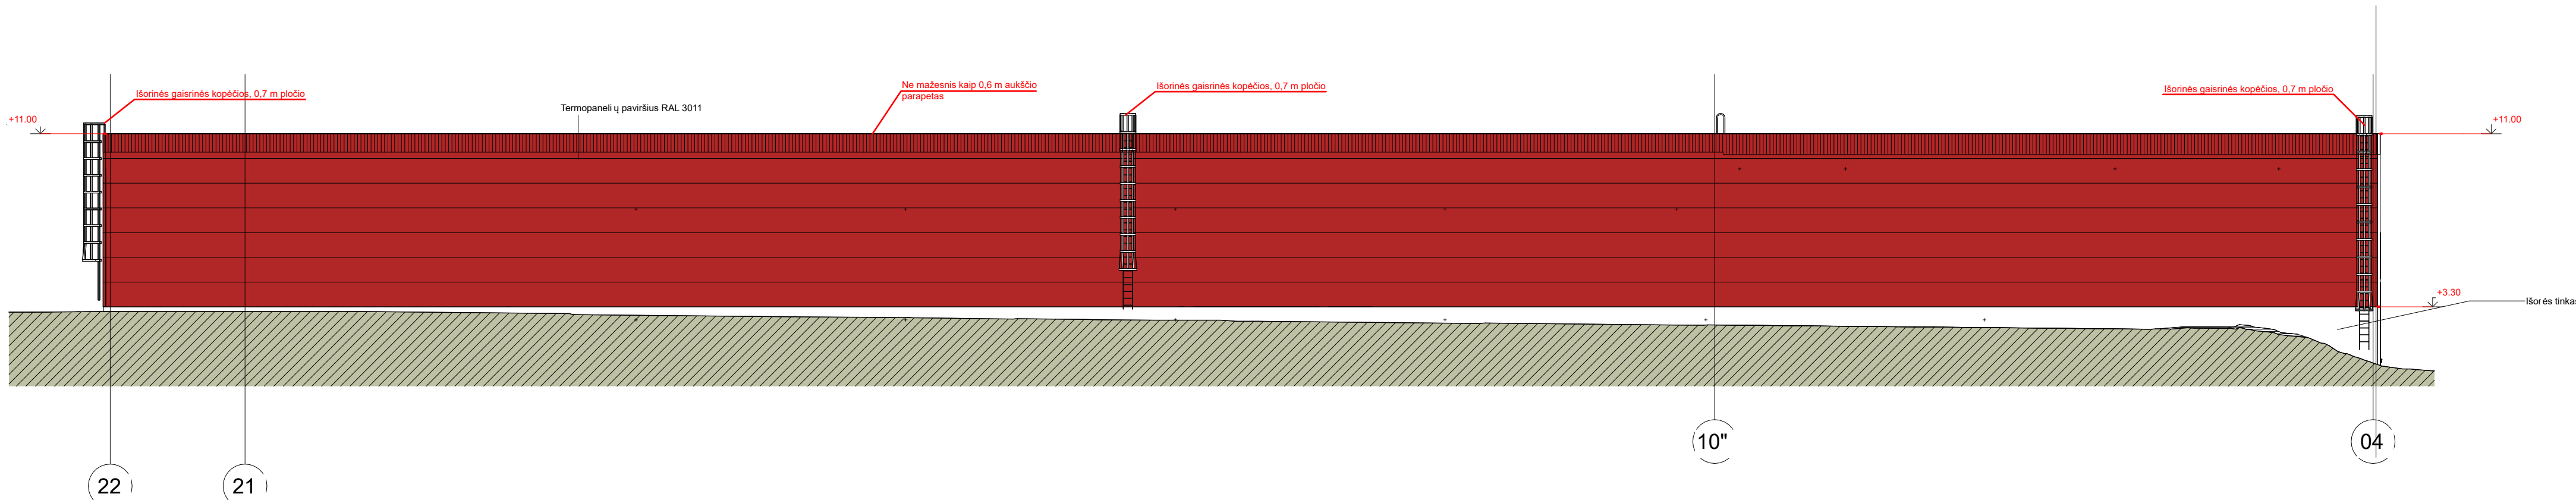 Išorinės gaisrinės kopėčios, 0,7 m pločio
Ne mažesnis kaip 0,6 m aukščio
parapetas
Išorinės gaisrinės kopėčios, 0,7 m pločio
Išorinės gaisrinės kopėčios, 0,7 m pločio
Termopanelių paviršius RAL 3011
+11.00
+11.00
+3.30
Išorės tinkas
10"
04
22
21